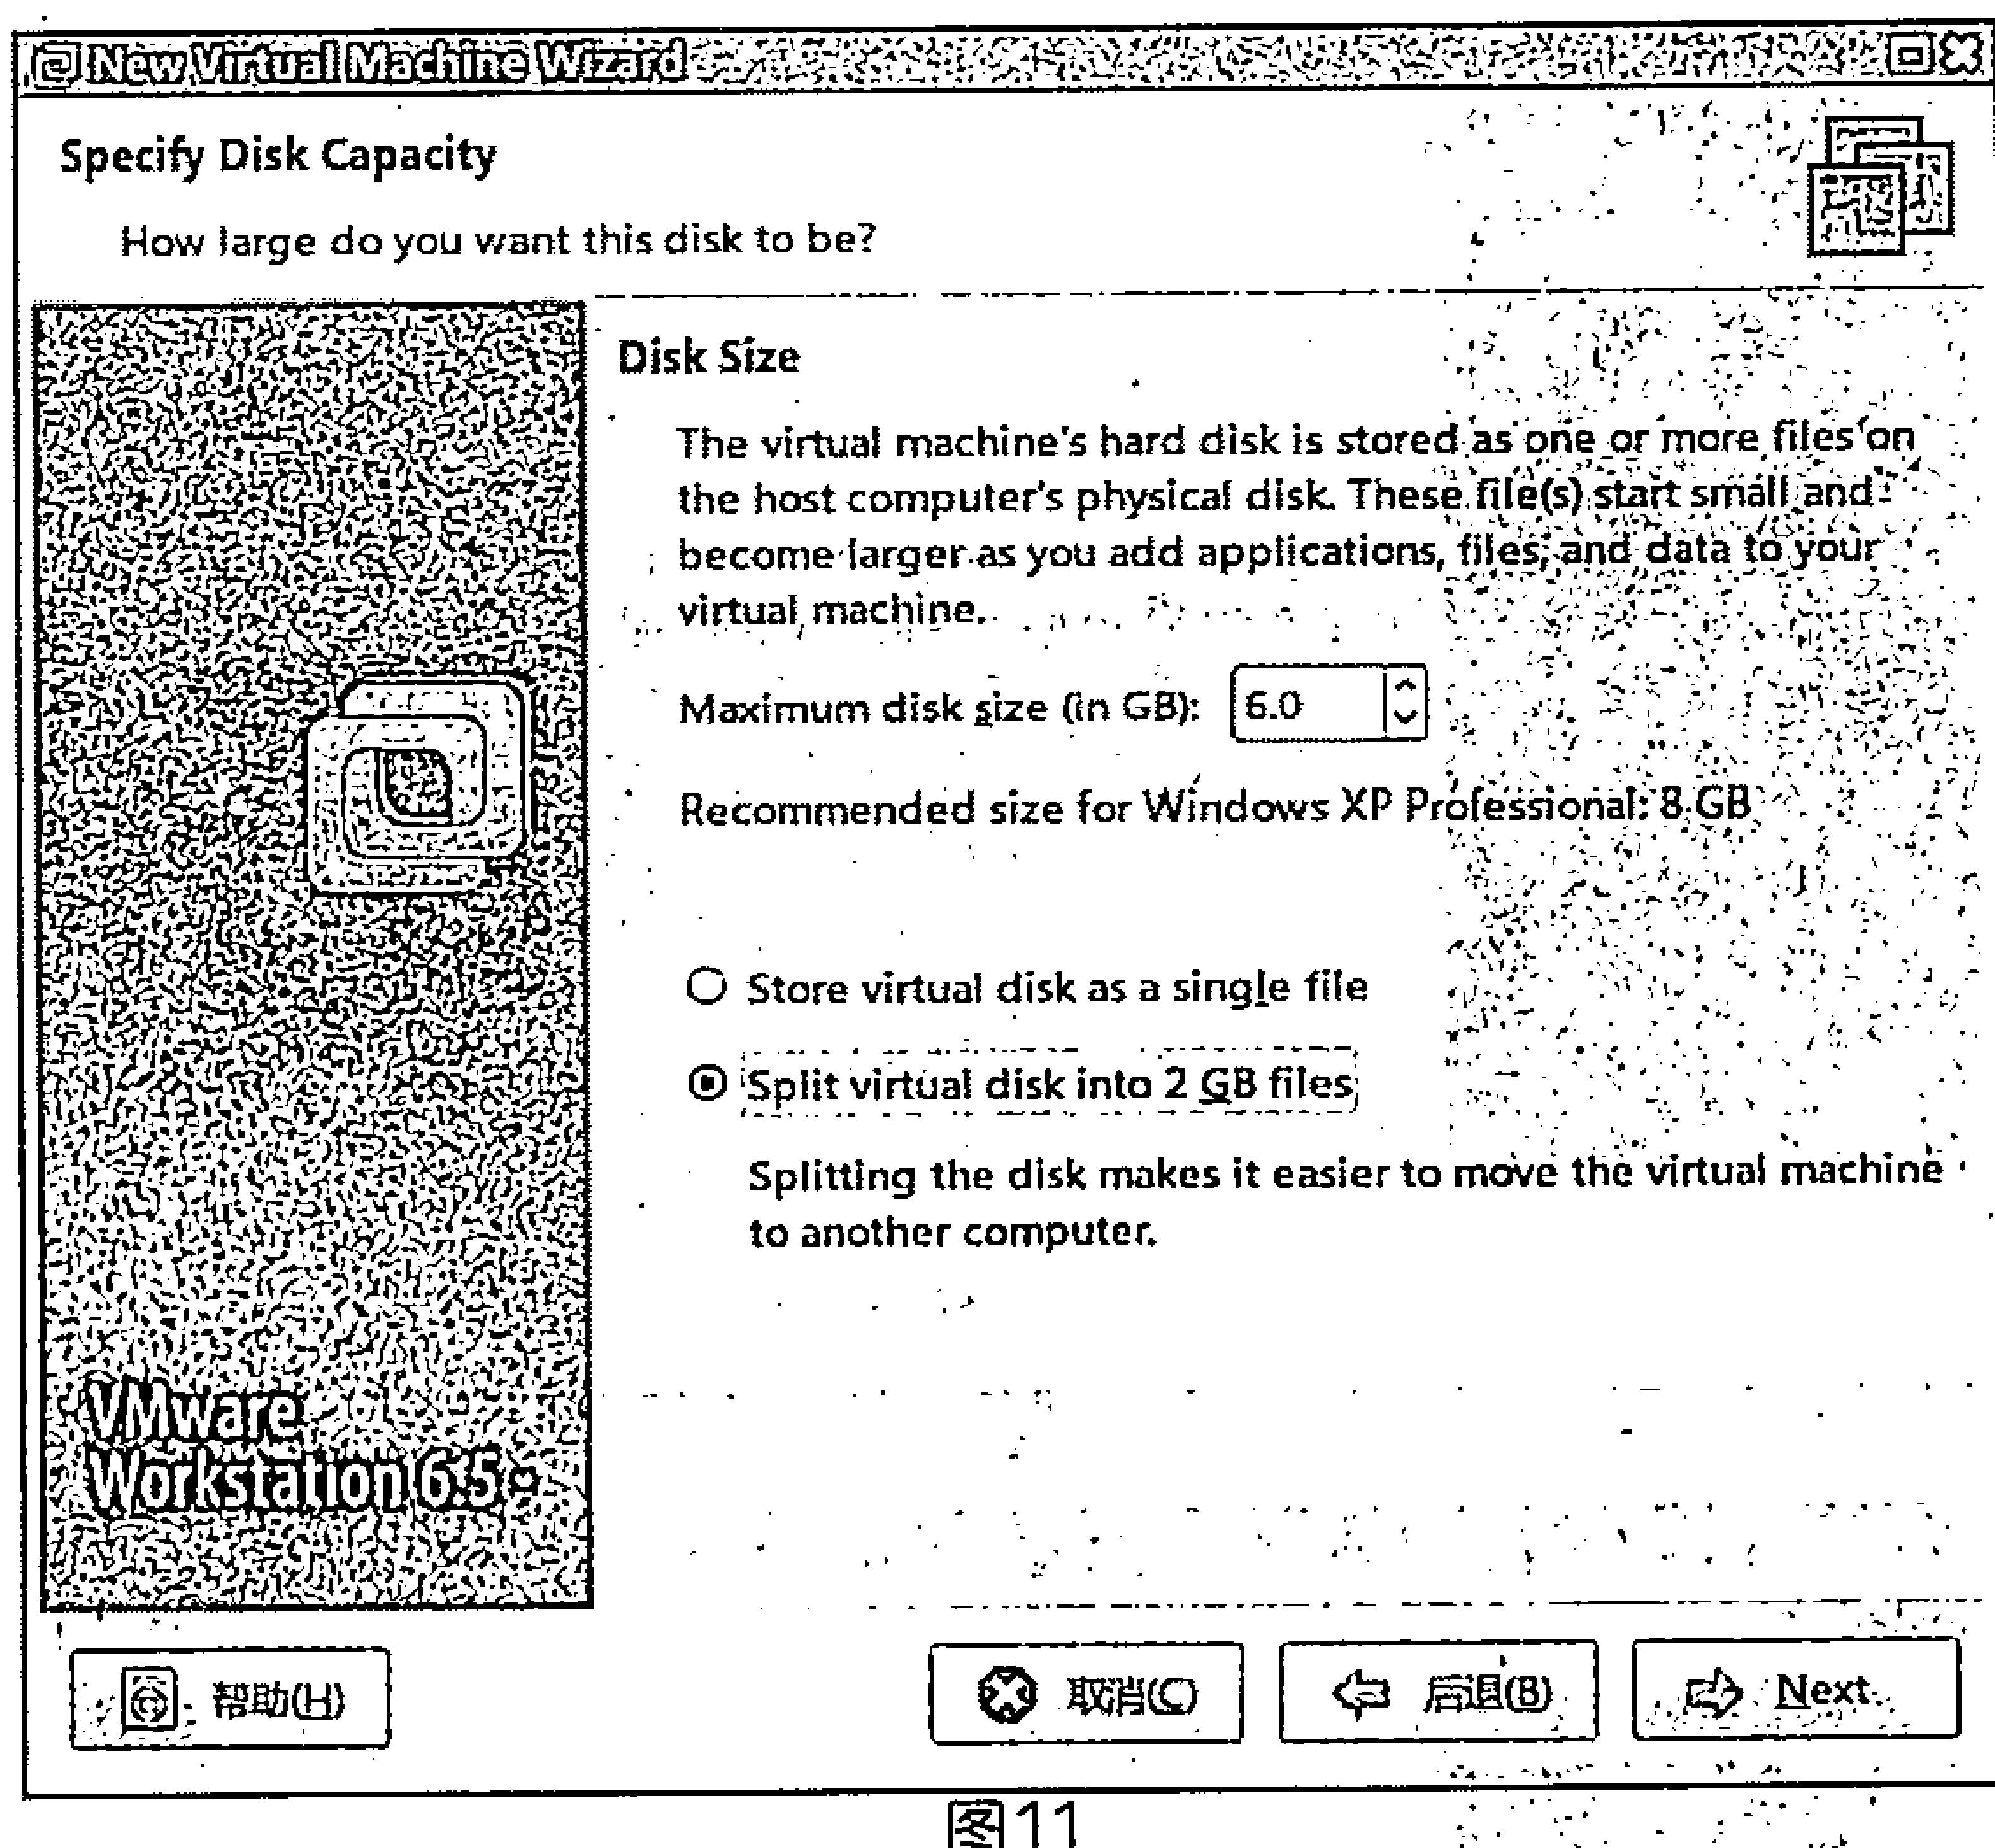 New Virtual Machine Wizard
Specify Disk Capacity
How large do you want this disk to be?
Disk Size
The virtual machine's hard disk is stored as one or more files on
the host computer's physical disk. These file(s) start small and
become larger as you add applications, files, and data to your
virtual machine.
Maximum disk size (in GB): 6.0
Recommended size for Windows XP Professional: 8 GB
Store virtual disk as a single file
Split virtual disk into 2 GB files
Splitting the disk makes it easier to move the virtual machine
to another computer.
VMware
Workstation 6.5
帮助(H) 取消(C) 后退(B) Next
图11